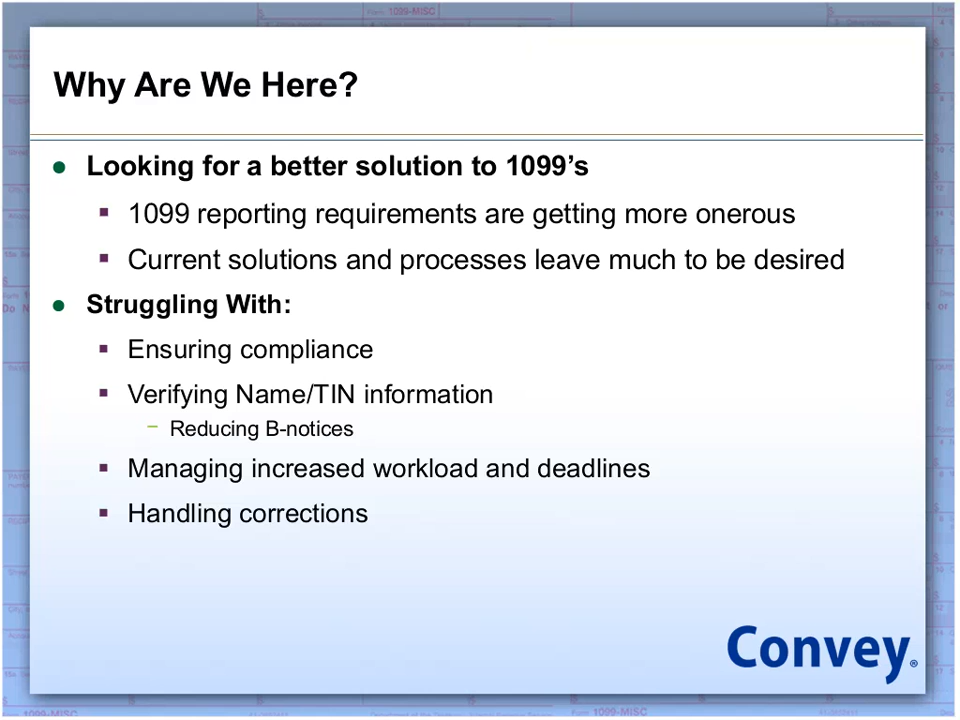 Why Are We Here?
Looking for a better solution to 1099’s
1099 reporting requirements are getting more onerous
Current solutions and processes leave much to be desired
Struggling With:
Ensuring compliance
Verifying Name/TIN information
− Reducing B-notices
Managing increased workload and deadlines
Handling corrections
Convey®